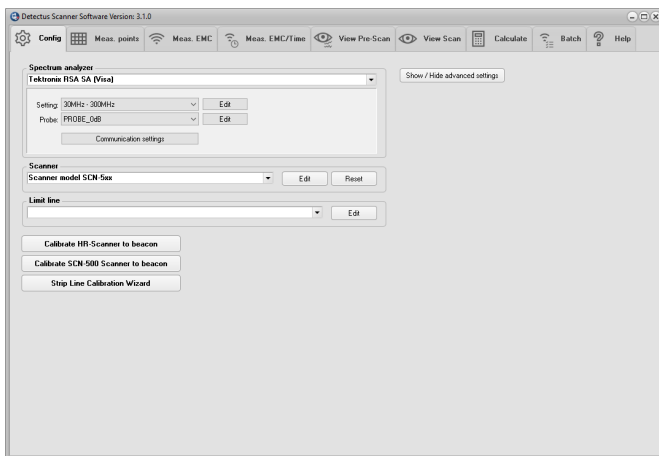 Detectus Scanner Software Version: 3.1.0
Config Meas. points Meas. EMC Meas. EMC/Time View Pre-Scan View Scan Calculate Batch Help
Spectrum analyzer
Tektronix RSA SA (Visa)
Show / Hide advanced settings
Setting: 30MHz - 300MHz Edit
Probe: PROBE_0dB Edit
Communication settings
Scanner
Scanner model SCN-5xx Edit Reset
Limit line
Edit
Calibrate HR-Scanner to beacon
Calibrate SCN-500 Scanner to beacon
Strip Line Calibration Wizard